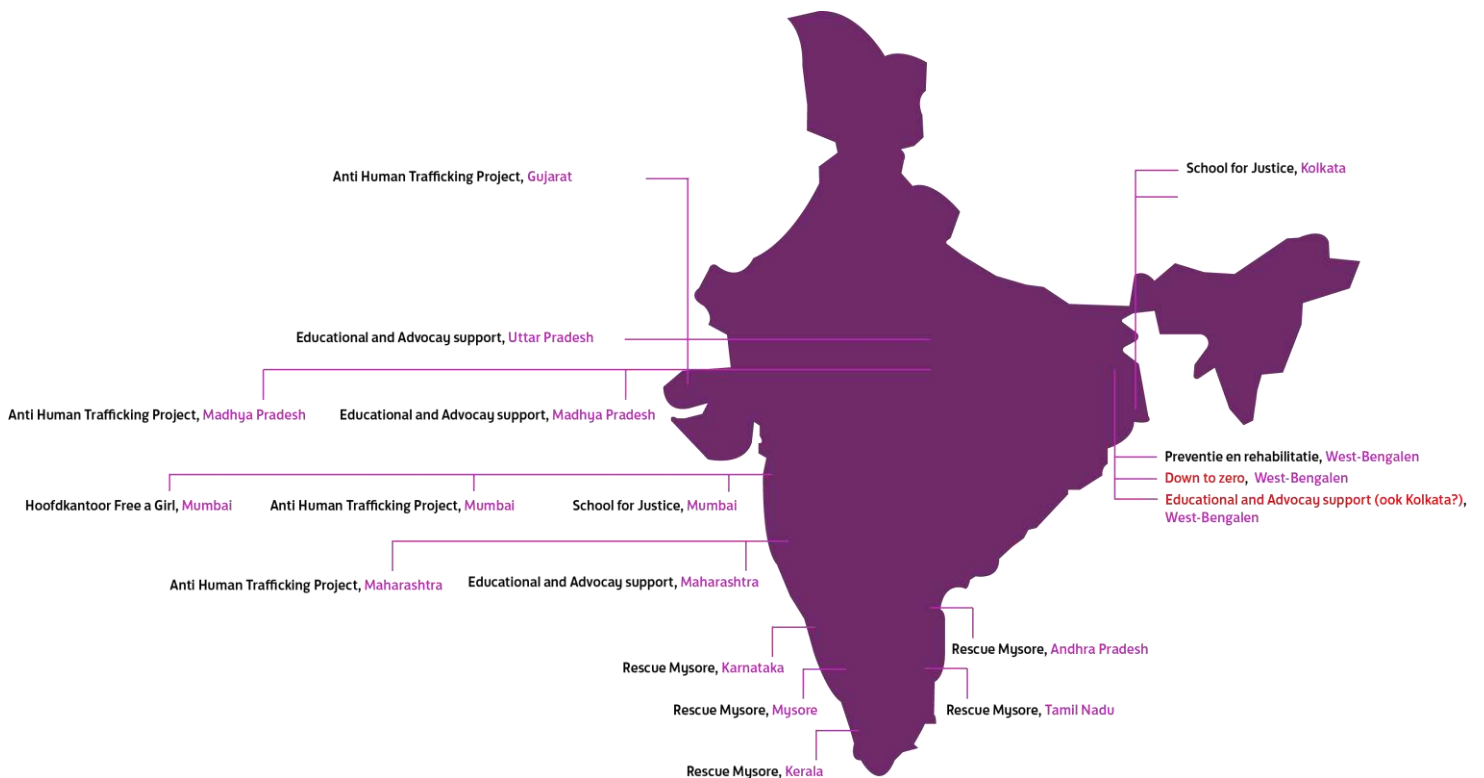 Anti Human Trafficking Project, Gujarat
School for Justice, Kolkata
Educational and Advocay support, Uttar Pradesh
Anti Human Trafficking Project, Madhya Pradesh
Educational and Advocay support, Madhya Pradesh
Preventie en rehabilitatie, West-Bengalen
Down to zero, West-Bengalen
Educational and Advocay support (ook Kolkata?),
West-Bengalen
Hoofdkantoor Free a Girl, Mumbai
Anti Human Trafficking Project, Mumbai
School for Justice, Mumbai
Anti Human Trafficking Project, Maharashtra
Educational and Advocay support, Maharashtra
Rescue Mysore, Andhra Pradesh
Rescue Mysore, Karnataka
Rescue Mysore, Mysore
Rescue Mysore, Tamil Nadu
Rescue Mysore, Kerala